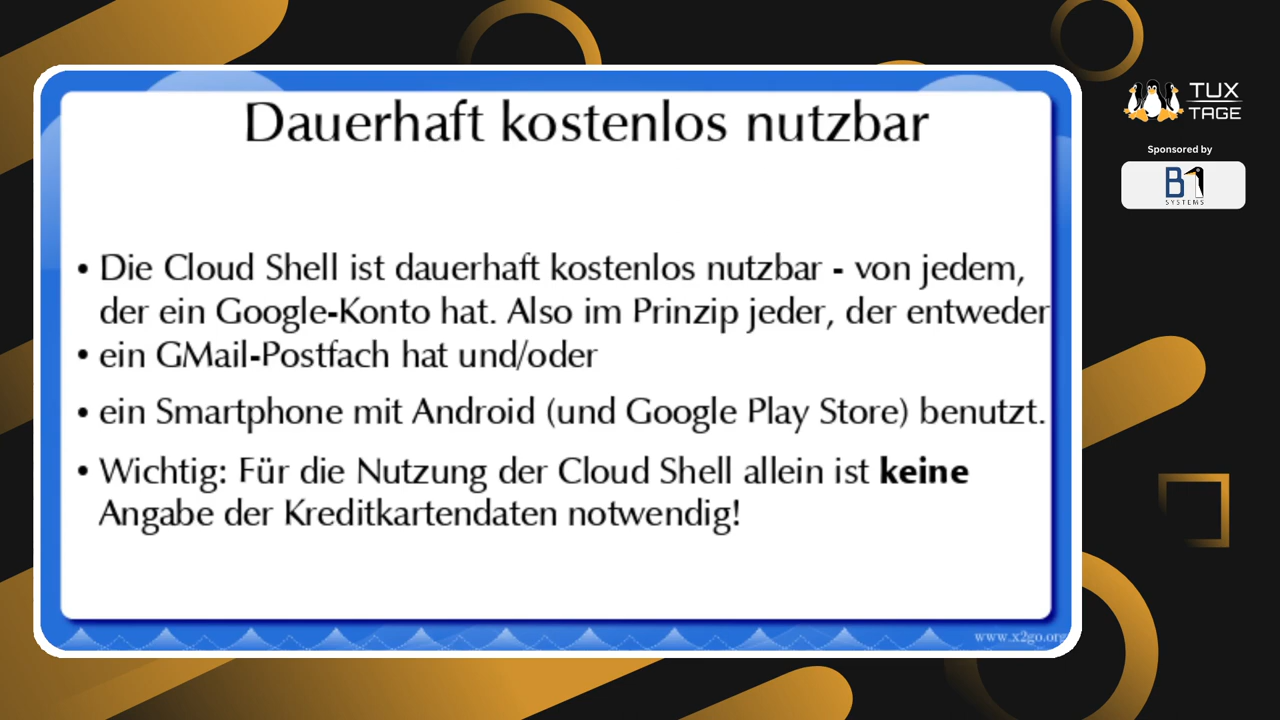 Dauerhaft kostenlos nutzbar
• Die Cloud Shell ist dauerhaft kostenlos nutzbar - von jedem,
der ein Google-Konto hat. Also im Prinzip jeder, der entweder
• ein GMail-Postfach hat und/oder
• ein Smartphone mit Android (und Google Play Store) benutzt.
• Wichtig: Für die Nutzung der Cloud Shell allein ist keine
Angabe der Kreditkartendaten notwendig!
www.x2go.org
TUX
TAGE
Sponsored by
B1
SYSTEMS